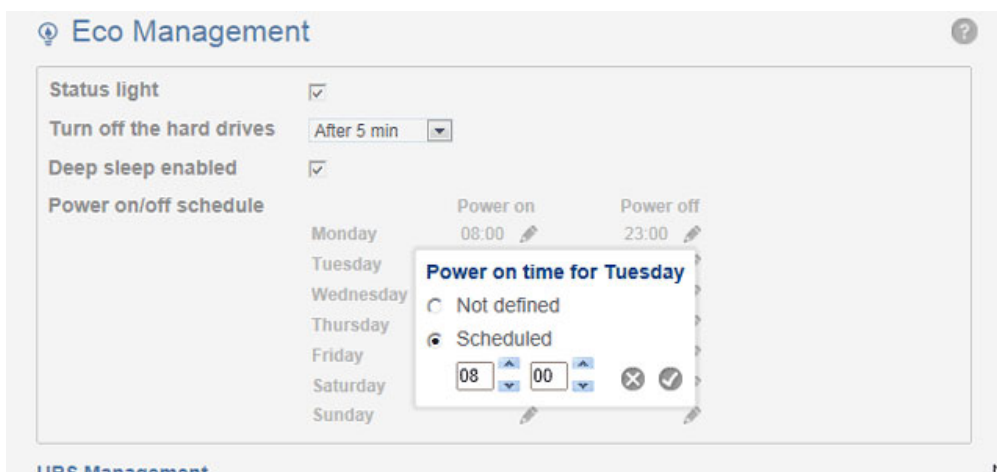 Eco Management
?
Status light
Turn off the hard drives After 5 min
Deep sleep enabled
Power on/off schedule Power on Power off
Monday 08:00 23:00
Tuesday
Wednesday
Thursday
Friday
Saturday
Sunday
Power on time for Tuesday
Not defined
Scheduled
08 00
UPS Management